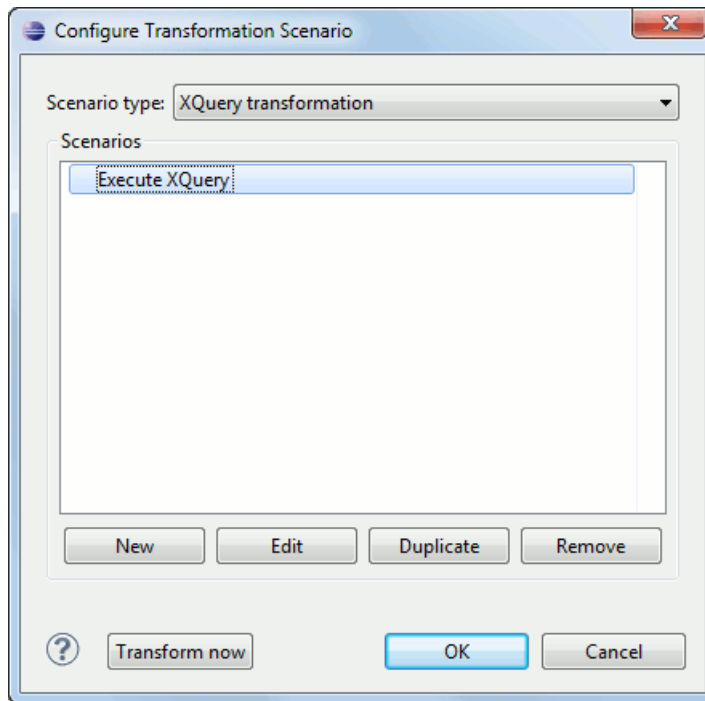 Configure Transformation Scenario
Scenario type: XQuery transformation
Scenarios
Execute XQuery
New Edit Duplicate Remove
? Transform now OK Cancel